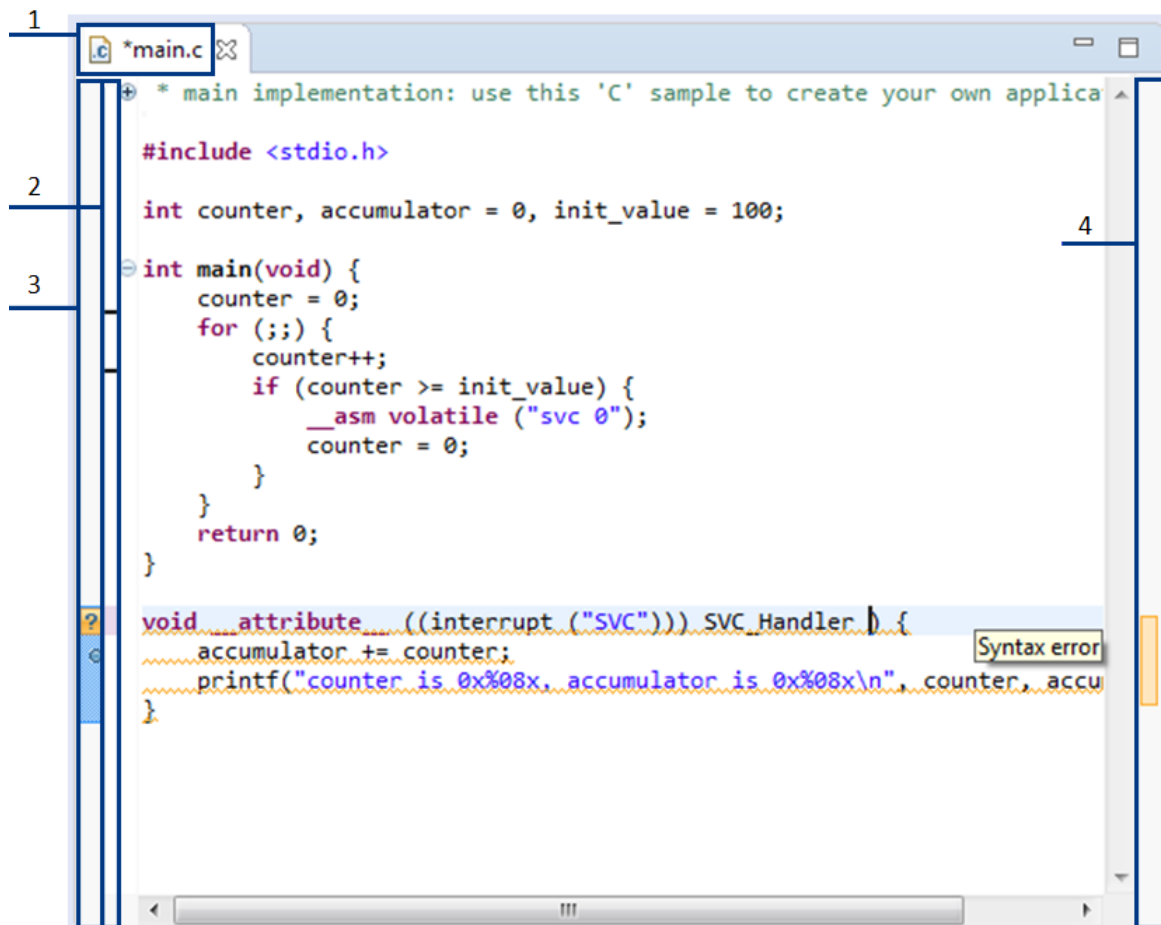 1
*main.c
* main implementation: use this 'C' sample to create your own applica
#include <stdio.h>
2
int counter, accumulator = 0, init_value = 100;
4
int main(void) {
3
counter = 0;
for (;;) {
counter++;
if (counter >= init_value) {
__asm volatile ("svc 0");
counter = 0;
}
}
return 0;
}
void __attribute__ ((interrupt ("SVC"))) SVC_Handler ) {
accumulator += counter;
Syntax error
printf("counter is 0x%08x, accumulator is 0x%08x\n", counter, accu
}